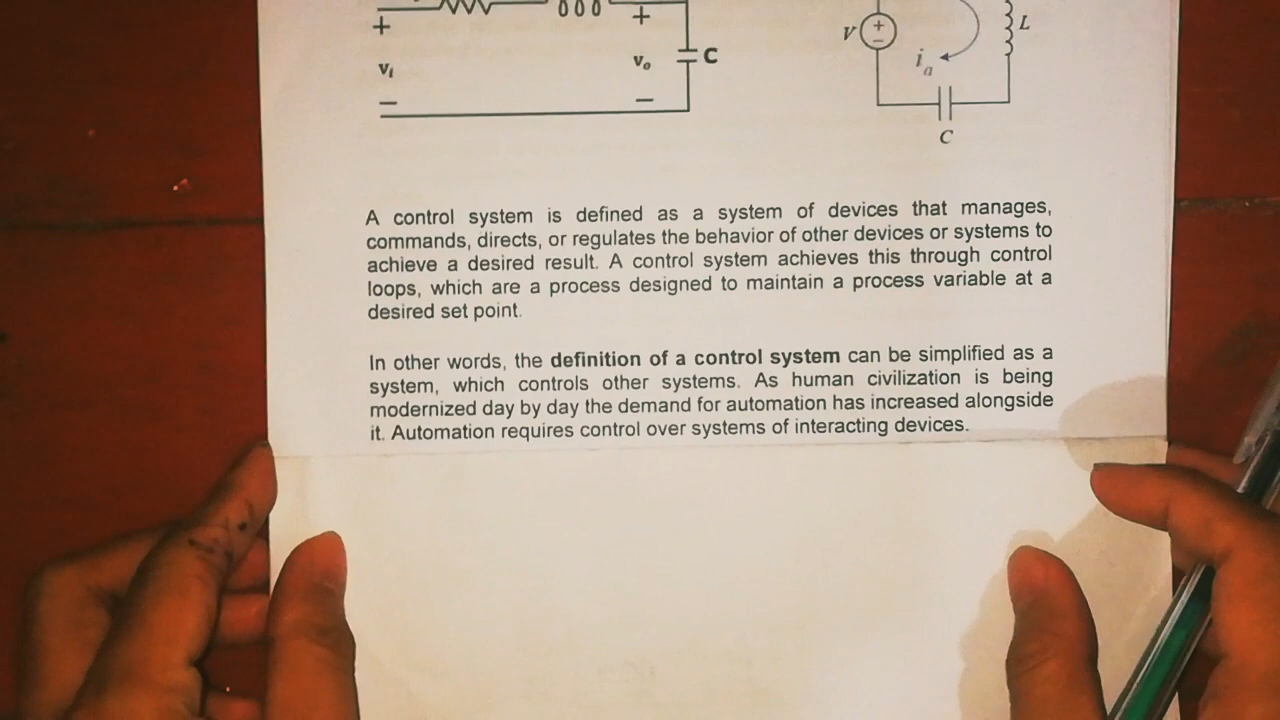 + +
V L
vi vo C ia
− −
C
A control system is defined as a system of devices that manages,
commands, directs, or regulates the behavior of other devices or systems to
achieve a desired result. A control system achieves this through control
loops, which are a process designed to maintain a process variable at a
desired set point.
In other words, the definition of a control system can be simplified as a
system, which controls other systems. As human civilization is being
modernized day by day the demand for automation has increased alongside
it. Automation requires control over systems of interacting devices.